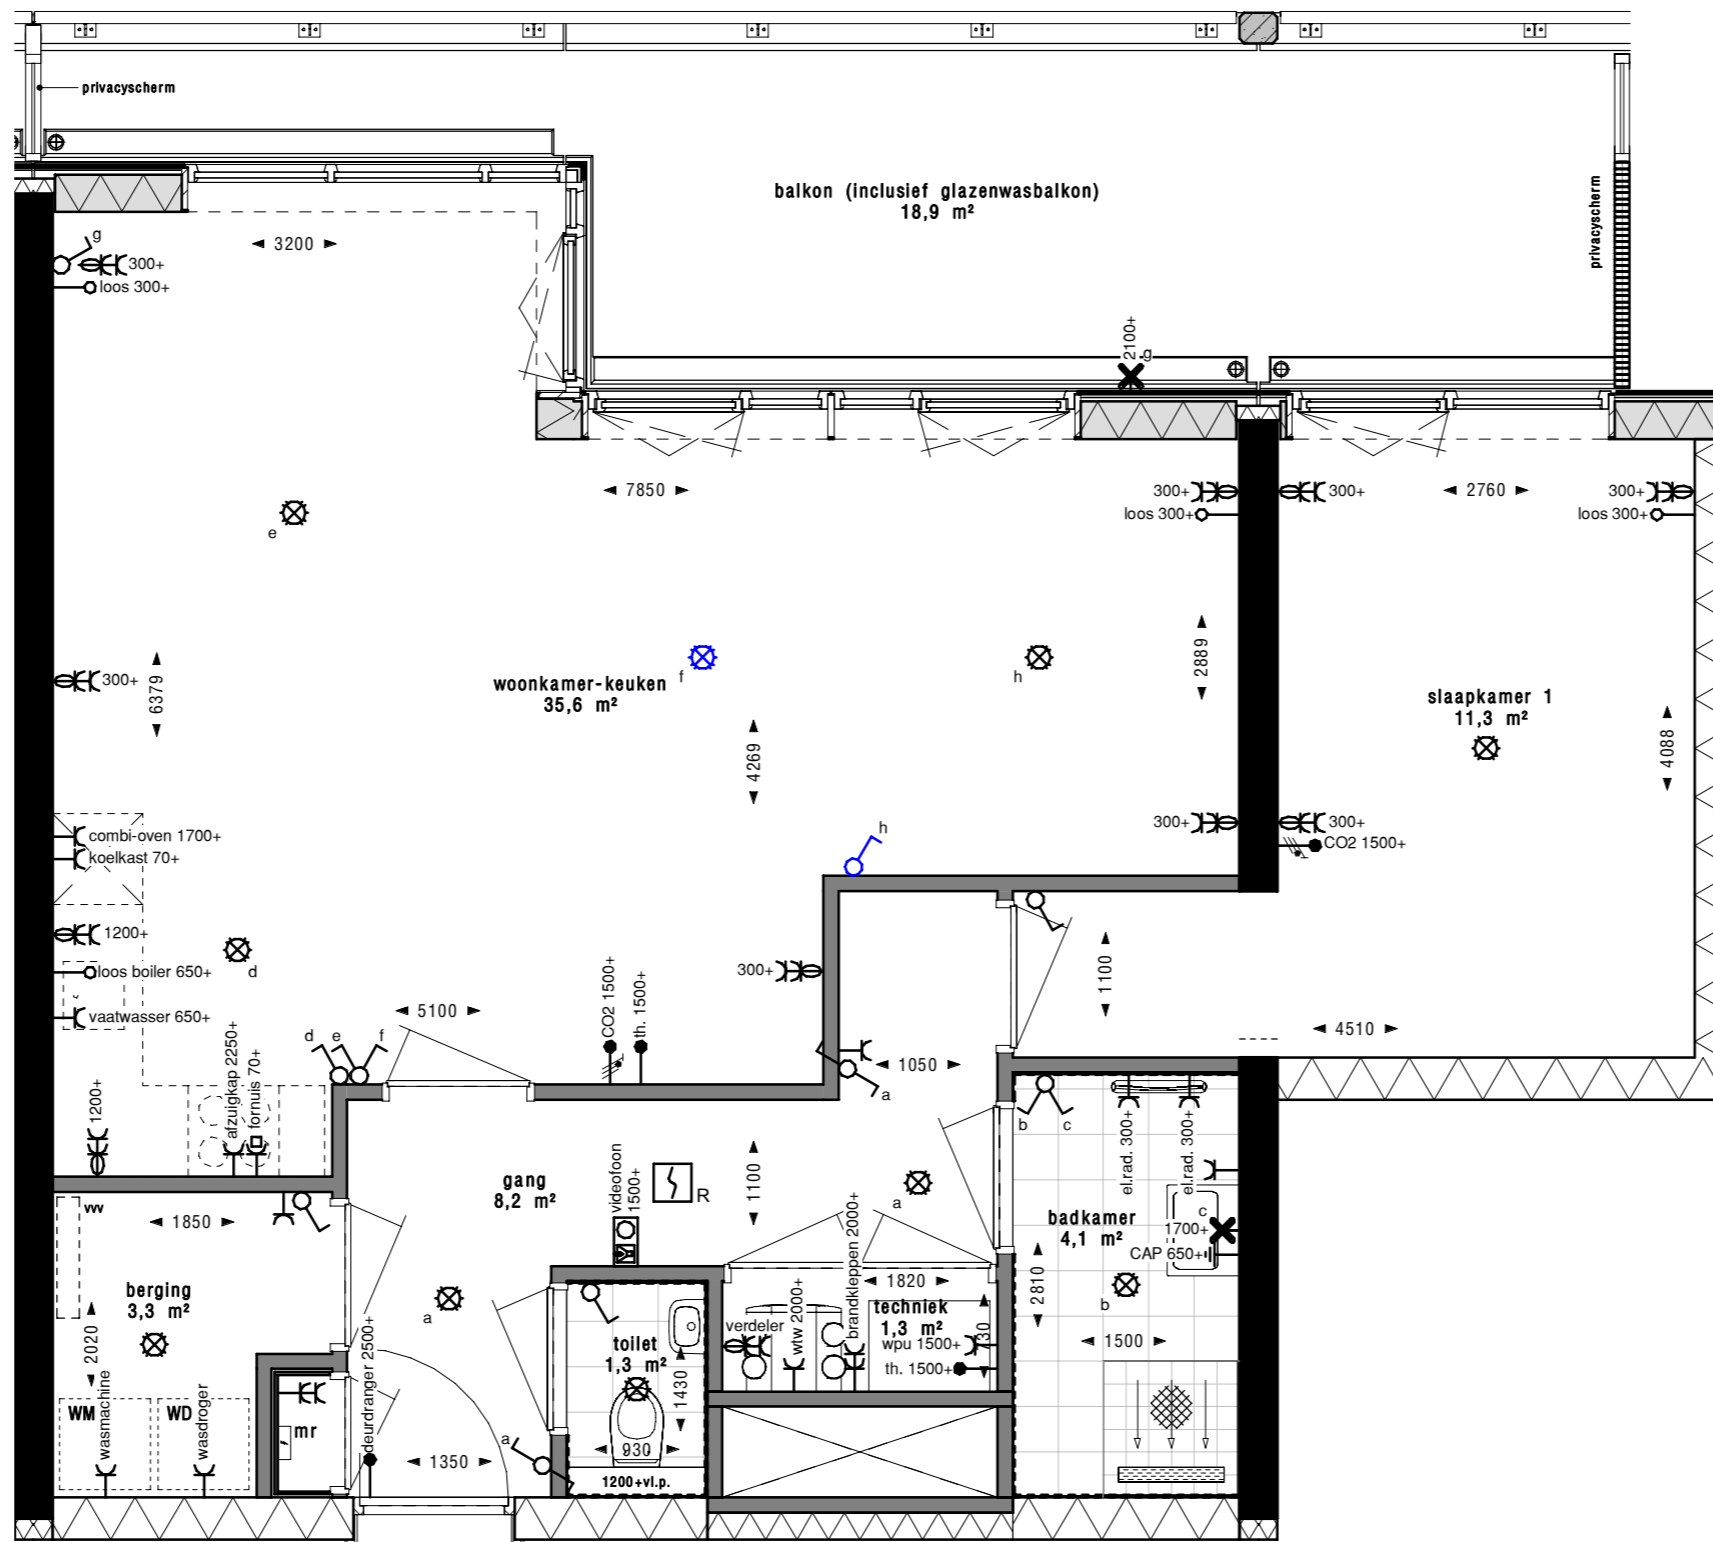 privacyscherm
balkon (inclusief glazenwasbalkon)
18,9 m²
privacyscherm
g
3200
300+
loos 300+
2100+
g
7850
300+
loos 300+
300+
2760
300+
loos 300+
e
6379
300+
woonkamer-keuken
35,6 m²
f
h
2889
4269
slaapkamer 1
11,3 m²
4088
combi-oven 1700+
koelkast 70+
h
300+
300+
CO2 1500+
1200+
d
loos boiler 650+
vaatwasser 650+
300+
1100
4510
5100
CO2 1500+
th. 1500+
d
e
f
1050
a
1200+
afzuigkap 2250+
fornuis 70+
b
c
el.rad. 300+
el.rad. 300+
gang
8,2 m²
videofoon
1500+
R
1100
a
vvv
1850
badkamer
4,1 m²
c
1700+
CAP 650+
b
berging
3,3 m²
2020
a
deurdranger 2500+
toilet
1,3 m²
1430
930
1200+vl.p.
verdeler
wtw 2000+
brandkleppen 2000+
1820
techniek
1,3 m²
730
wpu 1500+
th. 1500+
2810
1500
WM
wasmachine
WD
wasdroger
mr
1350
a